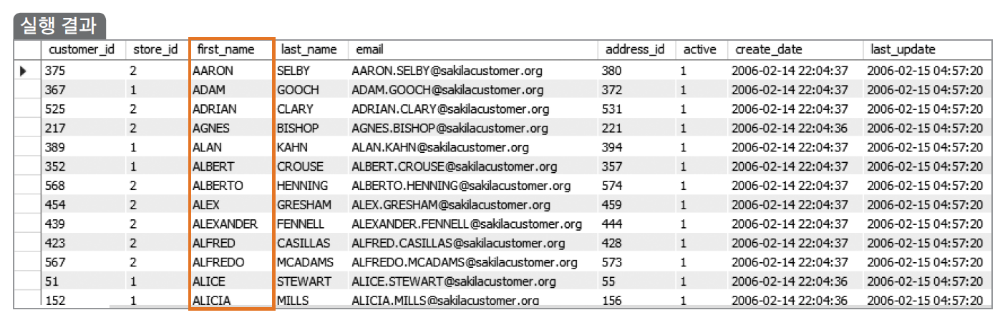 실행 결과
customer_id store_id first_name last_name email address_id active create_date last_update
375 2 AARON SELBY AARON.SELBY@sakilacustomer.org 380 1 2006-02-14 22:04:37 2006-02-15 04:57:20
367 1 ADAM GOOCH ADAM.GOOCH@sakilacustomer.org 372 1 2006-02-14 22:04:37 2006-02-15 04:57:20
525 2 ADRIAN CLARY ADRIAN.CLARY@sakilacustomer.org 531 1 2006-02-14 22:04:37 2006-02-15 04:57:20
217 2 AGNES BISHOP AGNES.BISHOP@sakilacustomer.org 221 1 2006-02-14 22:04:36 2006-02-15 04:57:20
389 1 ALAN KAHN ALAN.KAHN@sakilacustomer.org 394 1 2006-02-14 22:04:37 2006-02-15 04:57:20
352 1 ALBERT CROUSE ALBERT.CROUSE@sakilacustomer.org 357 1 2006-02-14 22:04:37 2006-02-15 04:57:20
568 2 ALBERTO HENNING ALBERTO.HENNING@sakilacustomer.org 574 1 2006-02-14 22:04:37 2006-02-15 04:57:20
454 2 ALEX GRESHAM ALEX.GRESHAM@sakilacustomer.org 459 1 2006-02-14 22:04:37 2006-02-15 04:57:20
439 2 ALEXANDER FENNELL ALEXANDER.FENNELL@sakilacustomer.org 444 1 2006-02-14 22:04:37 2006-02-15 04:57:20
423 2 ALFRED CASILLAS ALFRED.CASILLAS@sakilacustomer.org 428 1 2006-02-14 22:04:37 2006-02-15 04:57:20
567 2 ALFREDO MCADAMS ALFREDO.MCADAMS@sakilacustomer.org 573 1 2006-02-14 22:04:37 2006-02-15 04:57:20
51 1 ALICE STEWART ALICE.STEWART@sakilacustomer.org 55 1 2006-02-14 22:04:36 2006-02-15 04:57:20
152 1 ALICIA MILLS ALICIA.MILLS@sakilacustomer.org 156 1 2006-02-14 22:04:36 2006-02-15 04:57:20